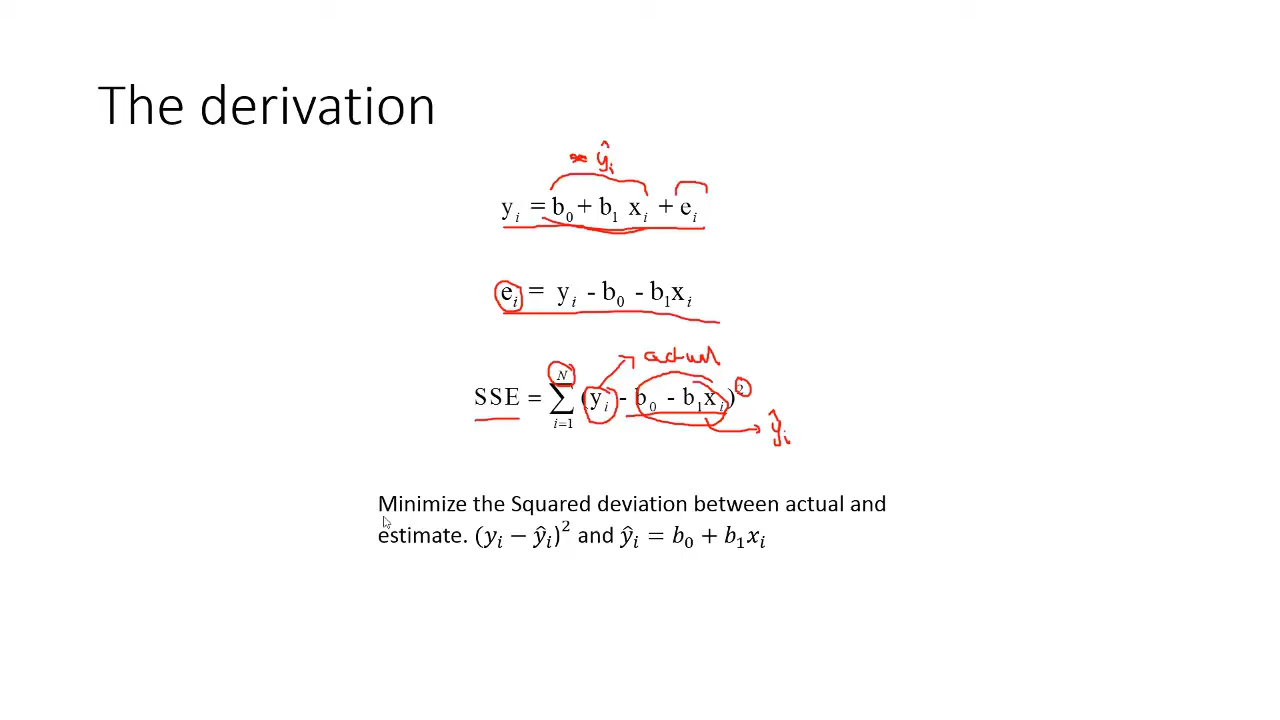 The derivation
ŷᵢ
yᵢ = b₀ + b₁ xᵢ + eᵢ
eᵢ = yᵢ - b₀ - b₁xᵢ
actual
SSE = ∑ᵢ₌₁ᴺ (yᵢ - b₀ - b₁xᵢ)²
ŷᵢ
Minimize the Squared deviation between actual and
estimate. (yᵢ − ŷᵢ)² and ŷᵢ = b₀ + b₁xᵢ